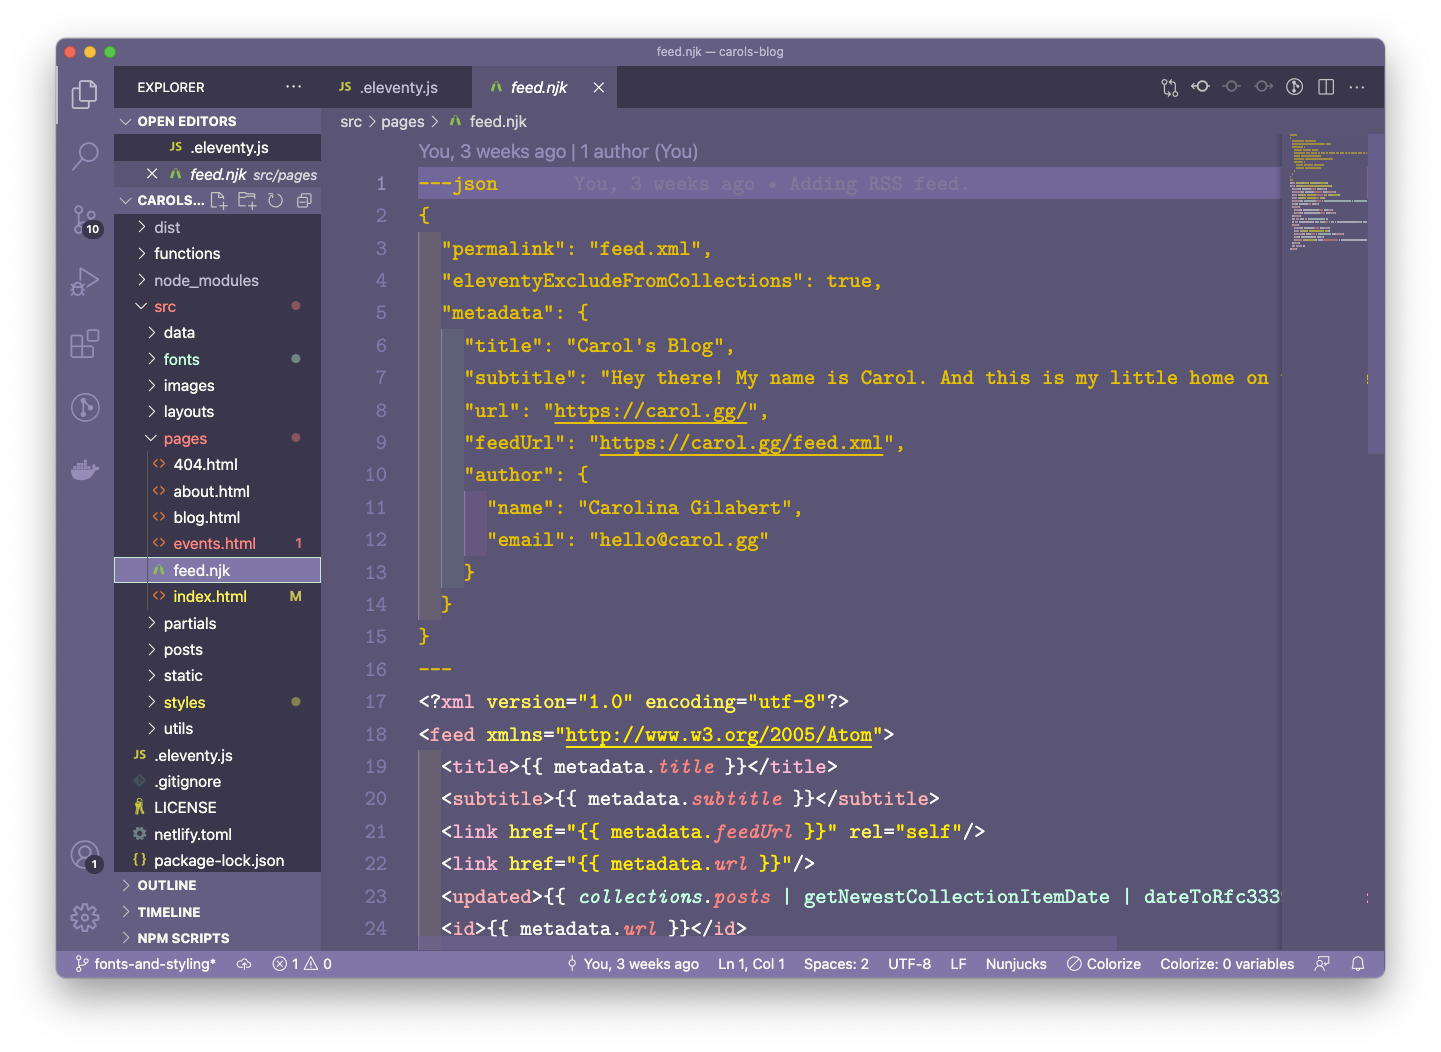 feed.njk — carols-blog
EXPLORER
JS .eleventy.js
feed.njk
OPEN EDITORS
JS .eleventy.js
feed.njk src/pages
CAROLS...
dist
functions
node_modules
src
data
fonts
images
layouts
pages
404.html
about.html
blog.html
events.html 1
feed.njk
index.html M
partials
posts
static
styles
utils
JS .eleventy.js
.gitignore
LICENSE
netlify.toml
{} package-lock.json
OUTLINE
TIMELINE
NPM SCRIPTS
10
1
src > pages > feed.njk
You, 3 weeks ago | 1 author (You)
1 ---json You, 3 weeks ago • Adding RSS feed.
2 {
3 "permalink": "feed.xml",
4 "eleventyExcludeFromCollections": true,
5 "metadata": {
6 "title": "Carol's Blog",
7 "subtitle": "Hey there! My name is Carol. And this is my little home on
8 "url": "https://carol.gg/",
9 "feedUrl": "https://carol.gg/feed.xml",
10 "author": {
11 "name": "Carolina Gilabert",
12 "email": "hello@carol.gg"
13 }
14 }
15 }
16 ---
17 <?xml version="1.0" encoding="utf-8"?>
18 <feed xmlns="http://www.w3.org/2005/Atom">
19 <title>{{ metadata.title }}</title>
20 <subtitle>{{ metadata.subtitle }}</subtitle>
21 <link href="{{ metadata.feedUrl }}" rel="self"/>
22 <link href="{{ metadata.url }}"/>
23 <updated>{{ collections.posts | getNewestCollectionItemDate | dateToRfc3339
24 <id>{{ metadata.url }}</id>
fonts-and-styling* 1 0 You, 3 weeks ago Ln 1, Col 1 Spaces: 2 UTF-8 LF Nunjucks Colorize Colorize: 0 variables